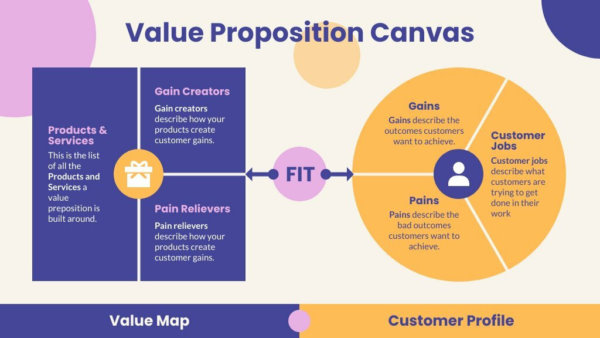 Value Proposition Canvas
Products &
Services
This is the list
of all the
Products and
Services a
value
preposition is
built around.
Gain Creators
Gain creators
describe how your
products create
customer gains.
Pain Relievers
Pain relievers
describe how your
products create
customer gains.
FIT
Gains
Gains describe the
outcomes customers
want to achieve.
Pains
Pains describe the
bad outcomes
customers want to
achieve.
Customer
Jobs
Customer jobs
describe what
customers are
trying to get
done in their
work
Value Map
Customer Profile